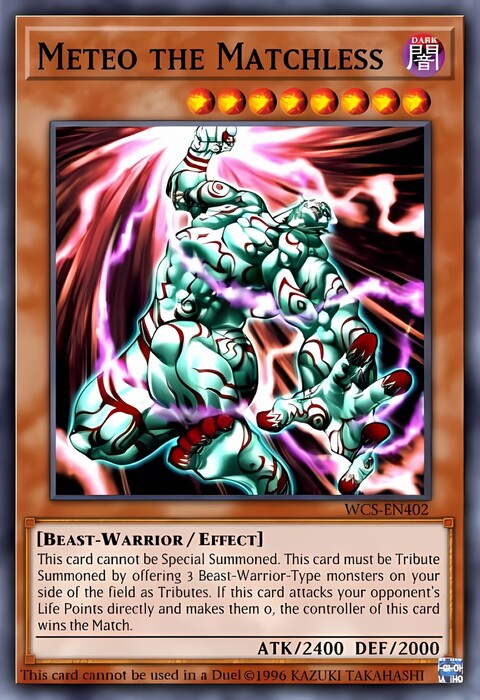 METEO THE MATCHLESS
DARK
闇
WCS-EN402
[BEAST-WARRIOR / EFFECT]
This card cannot be Special Summoned. This card must be Tribute
Summoned by offering 3 Beast-Warrior-Type monsters on your
side of the field as Tributes. If this card attacks your opponent's
Life Points directly and makes them 0, the controller of this card
wins the Match.
ATK/2400 DEF/2000
This card cannot be used in a Duel ©1996 KAZUKI TAKAHASHI